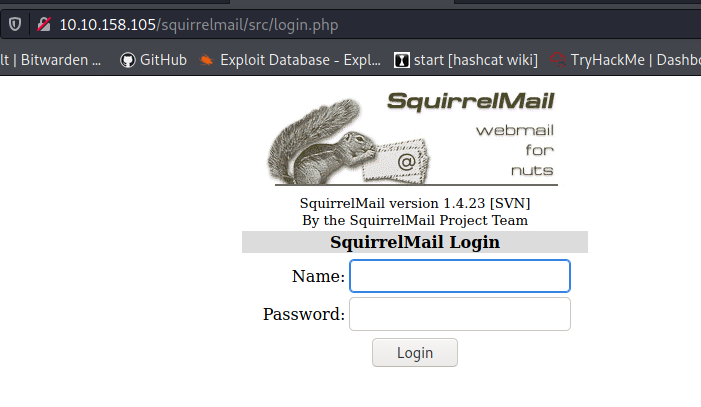 10.10.158.105/squirrelmail/src/login.php
lt | Bitwarden ... GitHub Exploit Database - Expl... start [hashcat wiki] TryHackMe | Dashbo
SquirrelMail
webmail
for
nuts
@
SquirrelMail version 1.4.23 [SVN]
By the SquirrelMail Project Team
SquirrelMail Login
Name:
Password:
Login